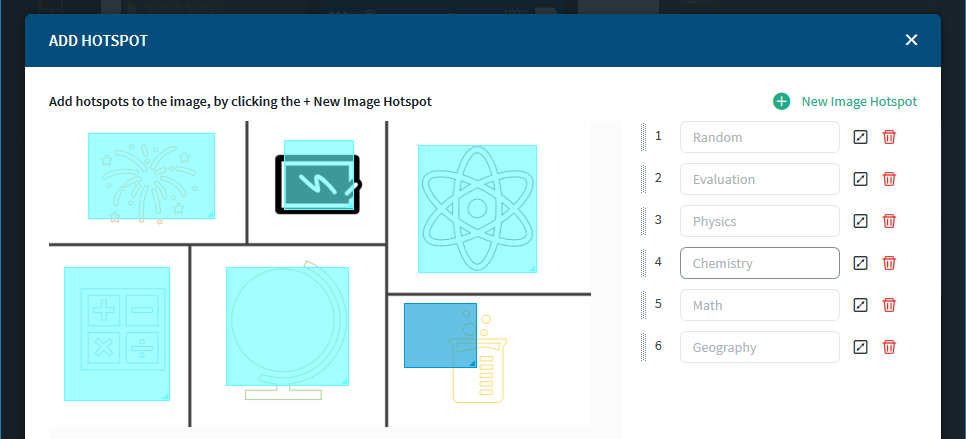 ADD HOTSPOT
Add hotspots to the image, by clicking the + New Image Hotspot
New Image Hotspot
1 Random
2 Evaluation
3 Physics
4 Chemistry
5 Math
6 Geography